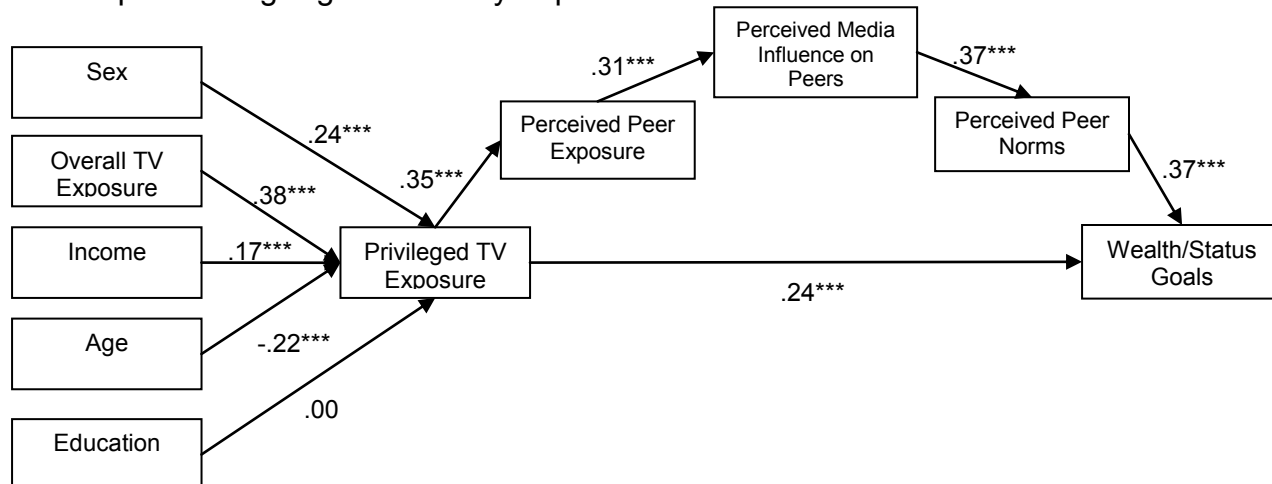 Sex
Overall TV
Exposure
Income
Age
Education
.24***
.38***
.17***
-.22***
.00
Privileged TV
Exposure
.35***
Perceived Peer
Exposure
.31***
Perceived Media
Influence on
Peers
.37***
Perceived Peer
Norms
.37***
.24***
Wealth/Status
Goals